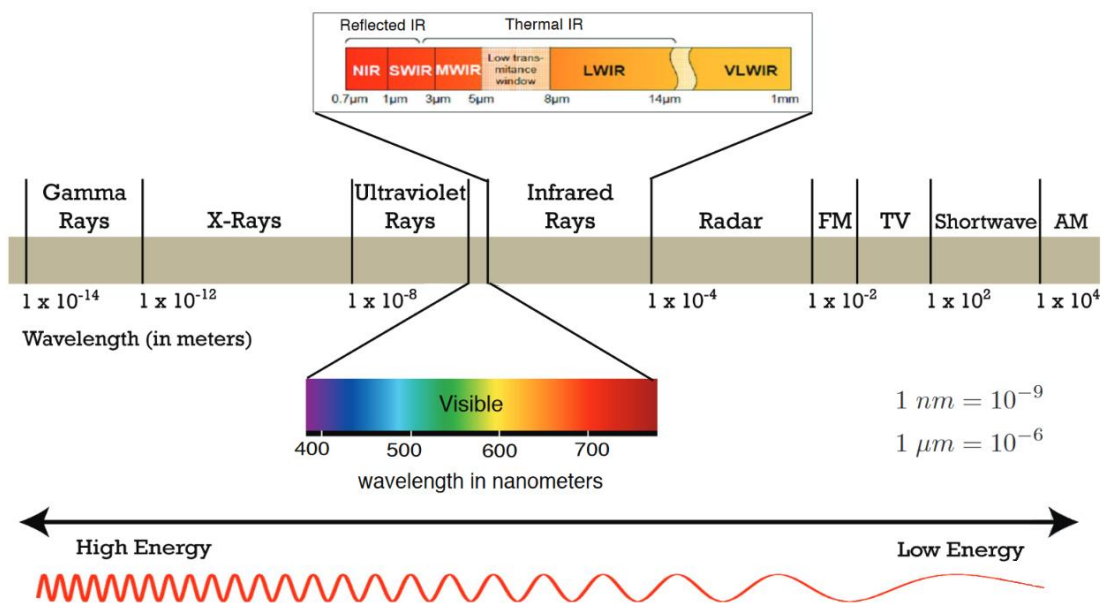 Reflected IR Thermal IR
NIR SWIR MWIR Low trans-
mitance
window LWIR VLWIR
0.7µm 1µm 3µm 5µm 8µm 14µm 1mm
Gamma
Rays
X-Rays
Ultraviolet
Rays
Infrared
Rays
Radar
FM
TV
Shortwave
AM
1 x 10⁻¹⁴ 1 x 10⁻¹² 1 x 10⁻⁸ 1 x 10⁻⁴ 1 x 10⁻² 1 x 10² 1 x 10⁴
Wavelength (in meters)
Visible
400 500 600 700
wavelength in nanometers
1 nm = 10⁻⁹
1 µm = 10⁻⁶
High Energy Low Energy